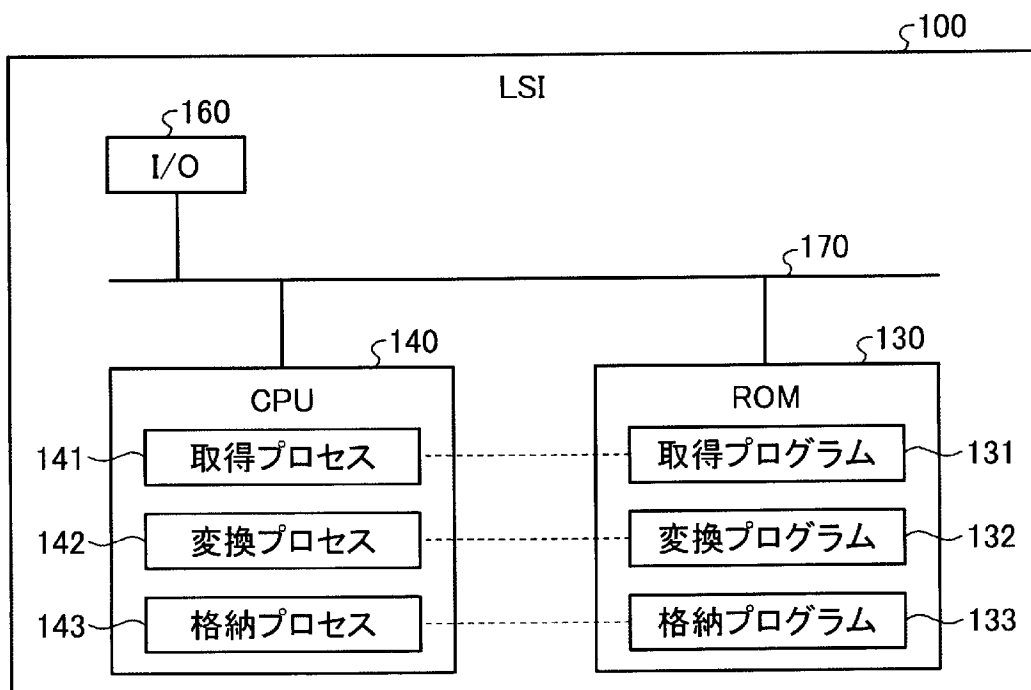 100
LSI
160
I/O
170
140
130
CPU
ROM
141
取得プロセス
取得プログラム
131
142
変換プロセス
変換プログラム
132
143
格納プロセス
格納プログラム
133